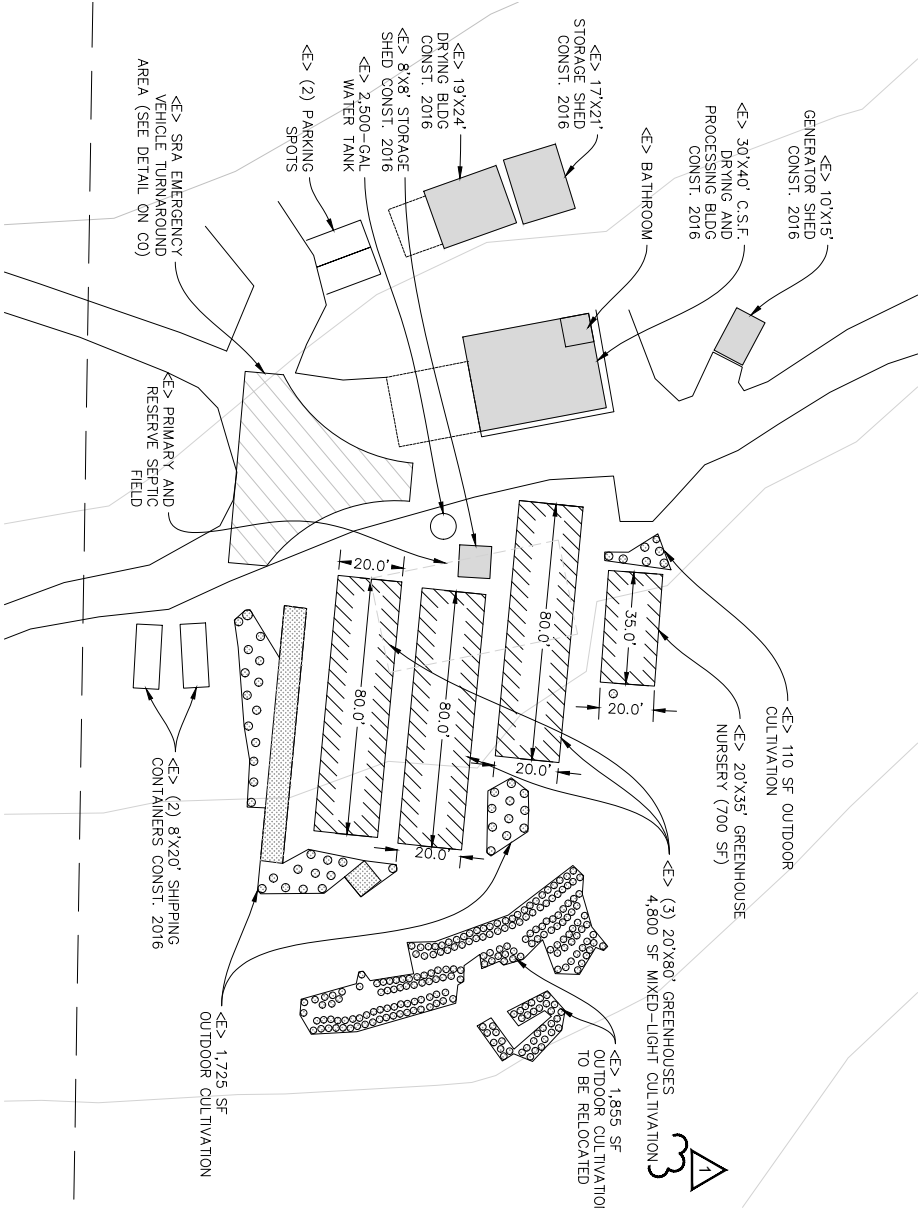 <E> 10'X15'
GENERATOR SHED
CONST. 2016
<E> 30'X40' C.S.F.
DRYING AND
PROCESSING BLDG
CONST. 2016
<E> BATHROOM
<E> 17'X21'
STORAGE SHED
CONST. 2016
<E> 19'X24'
DRYING BLDG
CONST. 2016
<E> 8'X8' STORAGE
SHED CONST. 2016
<E> 2,500-GAL
WATER TANK
<E> (2) PARKING
SPOTS
<E> SRA EMERGENCY
VEHICLE TURNAROUND
AREA (SEE DETAIL ON C0)
<E> PRIMARY AND
RESERVE SEPTIC
FIELD
<E> 110 SF OUTDOOR
CULTIVATION
<E> 20'X35' GREENHOUSE
NURSERY (700 SF)
<E> (3) 20'X80' GREENHOUSES
4,800 SF MIXED-LIGHT CULTIVATION
1
<E> 1,855 SF
OUTDOOR CULTIVATION
TO BE RELOCATED
<E> 1,725 SF
OUTDOOR CULTIVATION
<E> (2) 8'X20' SHIPPING
CONTAINERS CONST. 2016
35.0'
20.0'
80.0'
20.0'
80.0'
20.0'
80.0'
20.0'